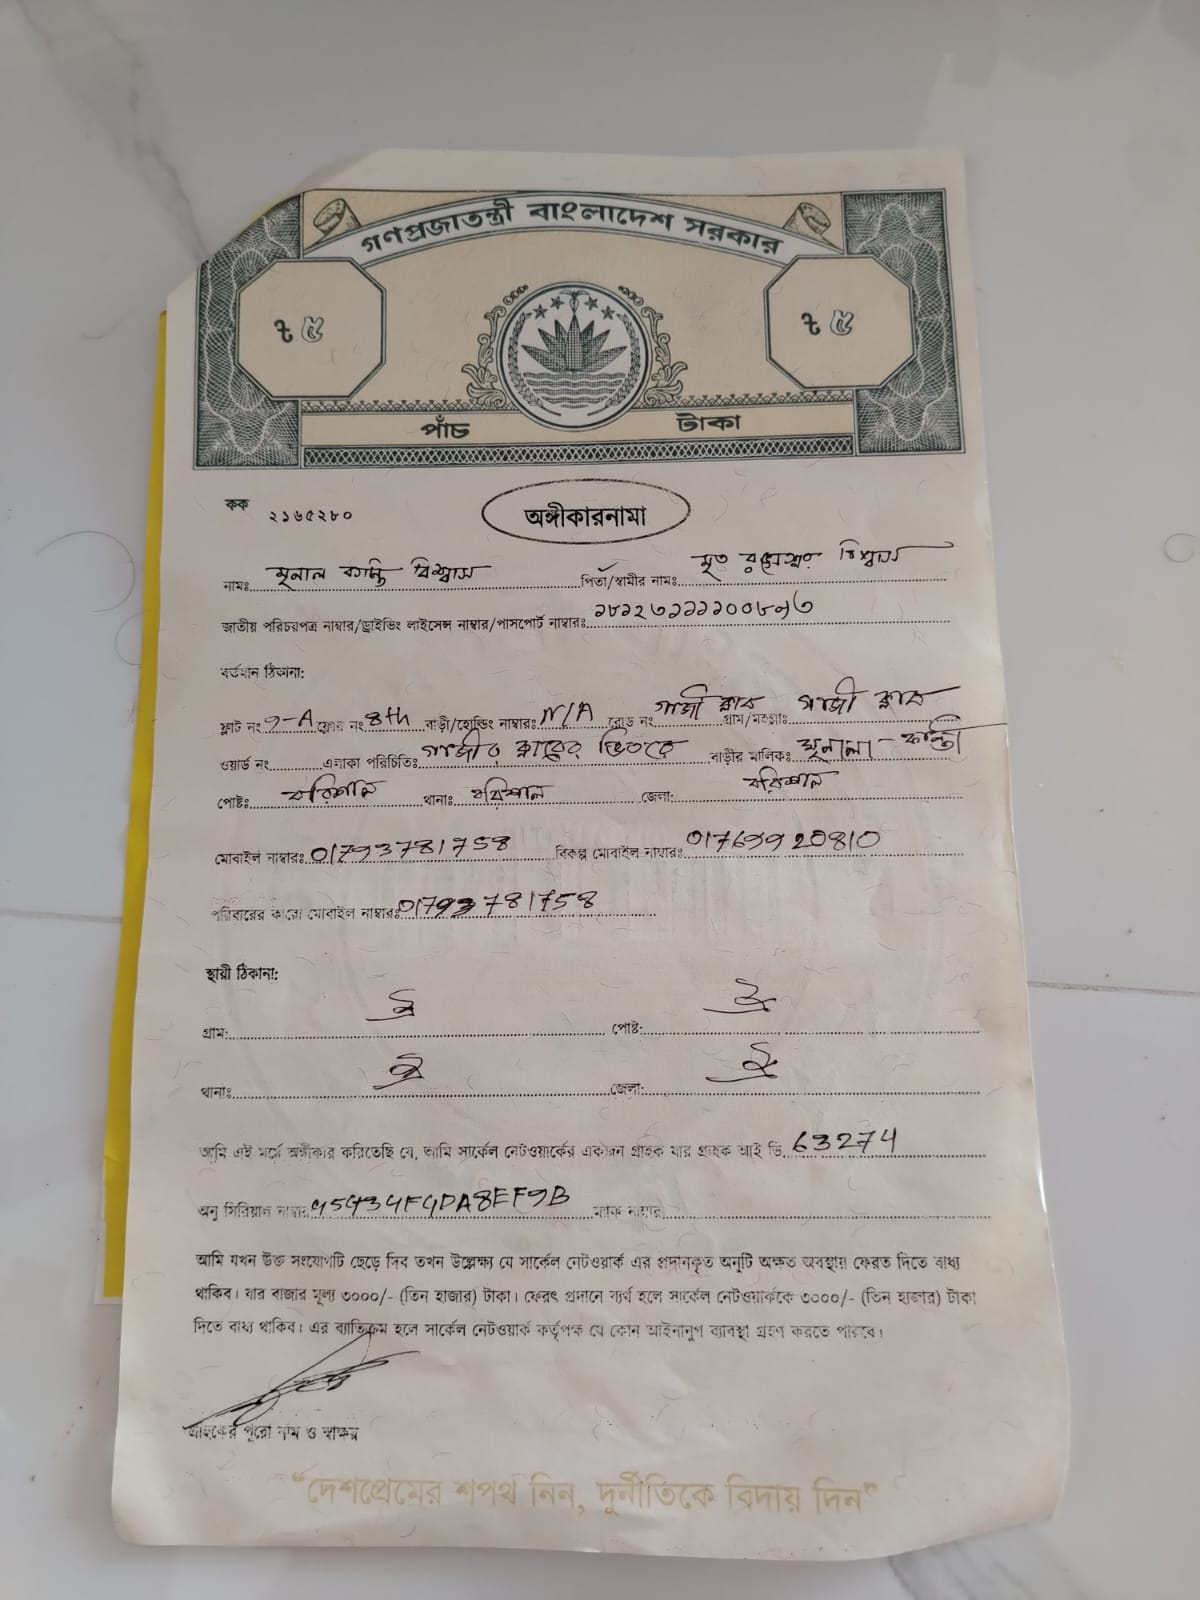 গণপ্রজাতন্ত্রী বাংলাদেশ সরকার
৳ ৫ ৳ ৫
পাঁচ টাকা
কক ২১৬৫২৮০
অঙ্গীকারনামা
নামঃ মৃনাল কান্তি বিশ্বাস পিতা/স্বামীর নামঃ মৃত বিশ্বাস
জাতীয় পরিচয়পত্র নাম্বার/ড্রাইভিং লাইসেন্স নাম্বার/পাসপোর্ট নাম্বারঃ
বর্তমান ঠিকানা:
ফ্লাট নং ৭-A ফ্লোর নং 8th বাড়ী/হোল্ডিং নাম্বারঃ N/A রোড নং গাজী ক্লাব গ্রাম/মহল্লাঃ গাজী ক্লাব
ওয়ার্ড নং এলাকা পরিচিতিঃ গাজীর ক্লাবের ভিতরে বাড়ীর মালিকঃ মৃনাল-কান্তি
পোষ্টঃ বরিশাল থানাঃ বরিশাল জেলা: বরিশাল
মোবাইল নাম্বারঃ 01793781758 বিকল্প মোবাইল নাম্বারঃ
পরিবারের কারো মোবাইল নাম্বারঃ 01793781758
স্থায়ী ঠিকানা:
গ্রাম: ঐ পোষ্ট: ঐ
থানাঃ ঐ জেলা: ঐ
আমি এই মর্মে অঙ্গীকার করিতেছি যে, আমি সার্কেল নেটওয়ার্কের একজন গ্রাহক যার গ্রাহক আই ডি 63274
অনু সিরিয়াল নাম্বার ম্যাক নাম্বার
আমি যখন উক্ত সংযোগটি ছেড়ে দিব তখন উল্লেক্ষ্য যে সার্কেল নেটওয়ার্ক এর প্রদানকৃত অনুটি অক্ষত অবস্থায় ফেরত দিতে বাধ্য
থাকিব। যার বাজার মূল্য ৩০০০/- (তিন হাজার) টাকা। ফেরৎ প্রদানে ব্যর্থ হলে সার্কেল নেটওয়ার্ককে ৩০০০/- (তিন হাজার) টাকা
দিতে বাধ্য থাকিব। এর ব্যতিক্রম হলে সার্কেল নেটওয়ার্ক কর্তৃপক্ষ যে কোন আইনানুগ ব্যাবস্থা গ্রহণ করতে পারবে।
গ্রাহকের পুরো নাম ও স্বাক্ষর
“দেশপ্রেমের শপথ নিন, দুর্নীতিকে বিদায় দিন”